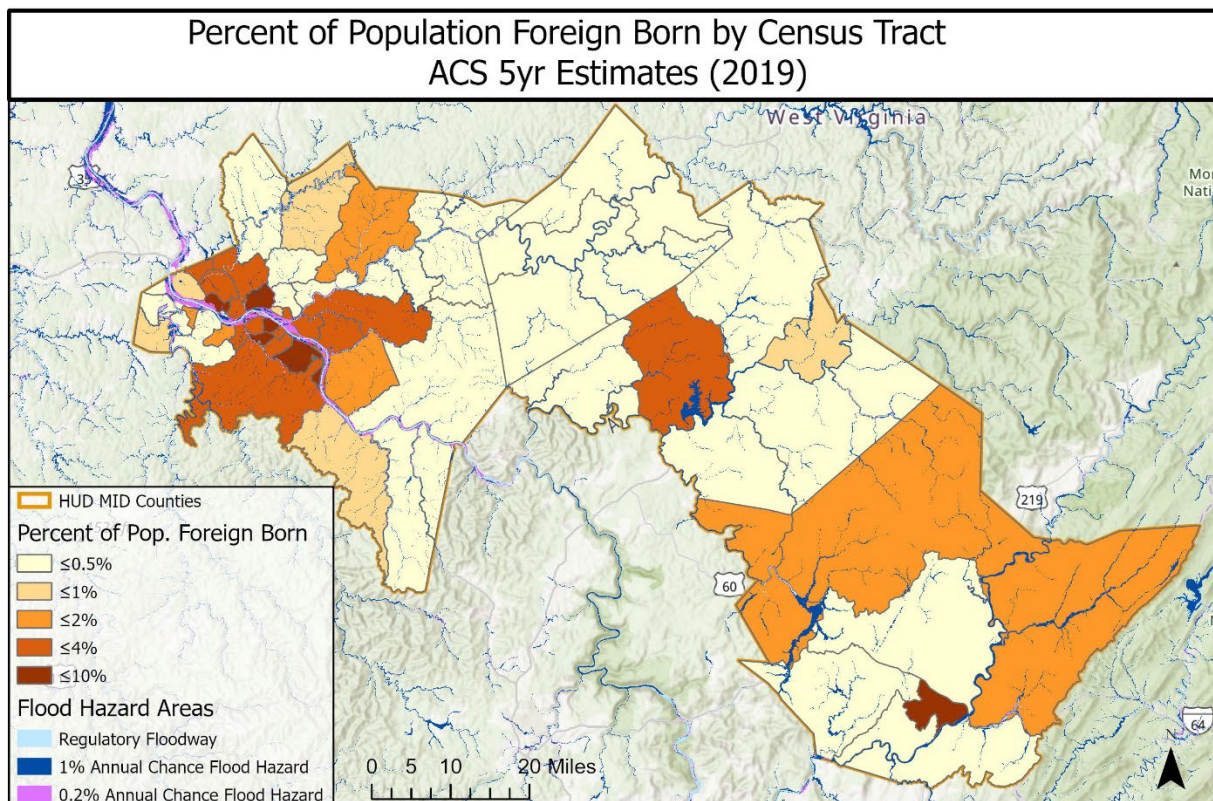 Percent of Population Foreign Born by Census Tract
ACS 5yr Estimates (2019)
West Virginia
35
219
60
64
N
HUD MID Counties
Percent of Pop. Foreign Born
≤0.5%
≤1%
≤2%
≤4%
≤10%
Flood Hazard Areas
Regulatory Floodway
1% Annual Chance Flood Hazard
0.2% Annual Chance Flood Hazard
0 5 10 20 Miles